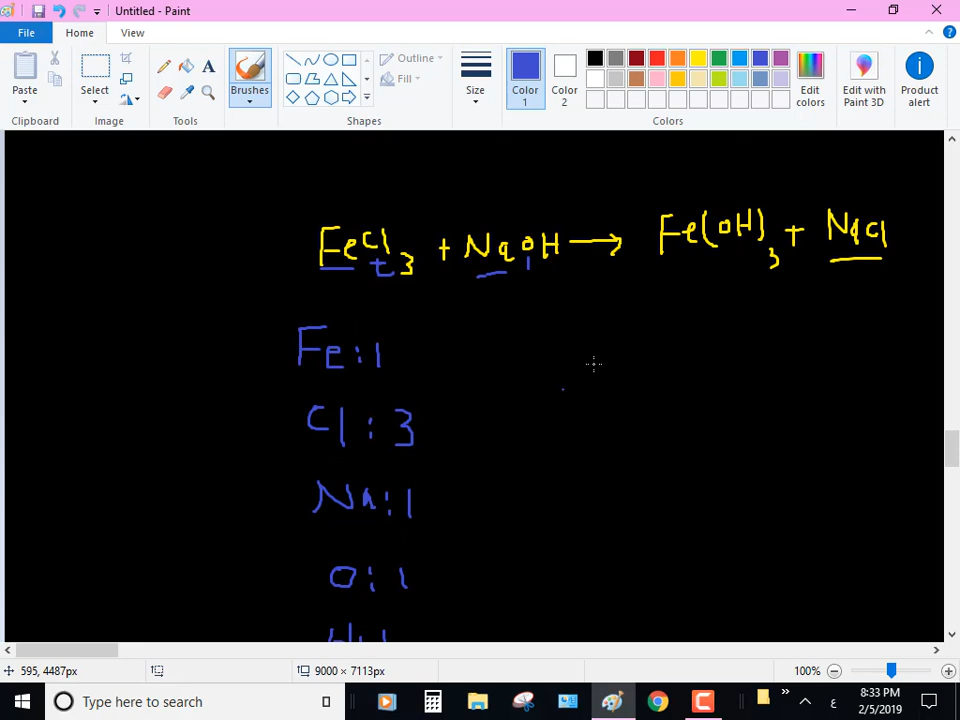 Untitled - Paint
File Home View
Paste Select Brushes Outline Fill Size Color 1 Color 2 Edit colors Edit with Paint 3D Product alert
Clipboard Image Tools Shapes Colors
FeCl3 + NaOH → Fe(OH)3 + NaCl
Fe : 1
Cl : 3
Na : 1
O : 1
H : 1
595, 4487px 9000 × 7113px 100%
Type here to search
ع
8:33 PM
2/5/2019